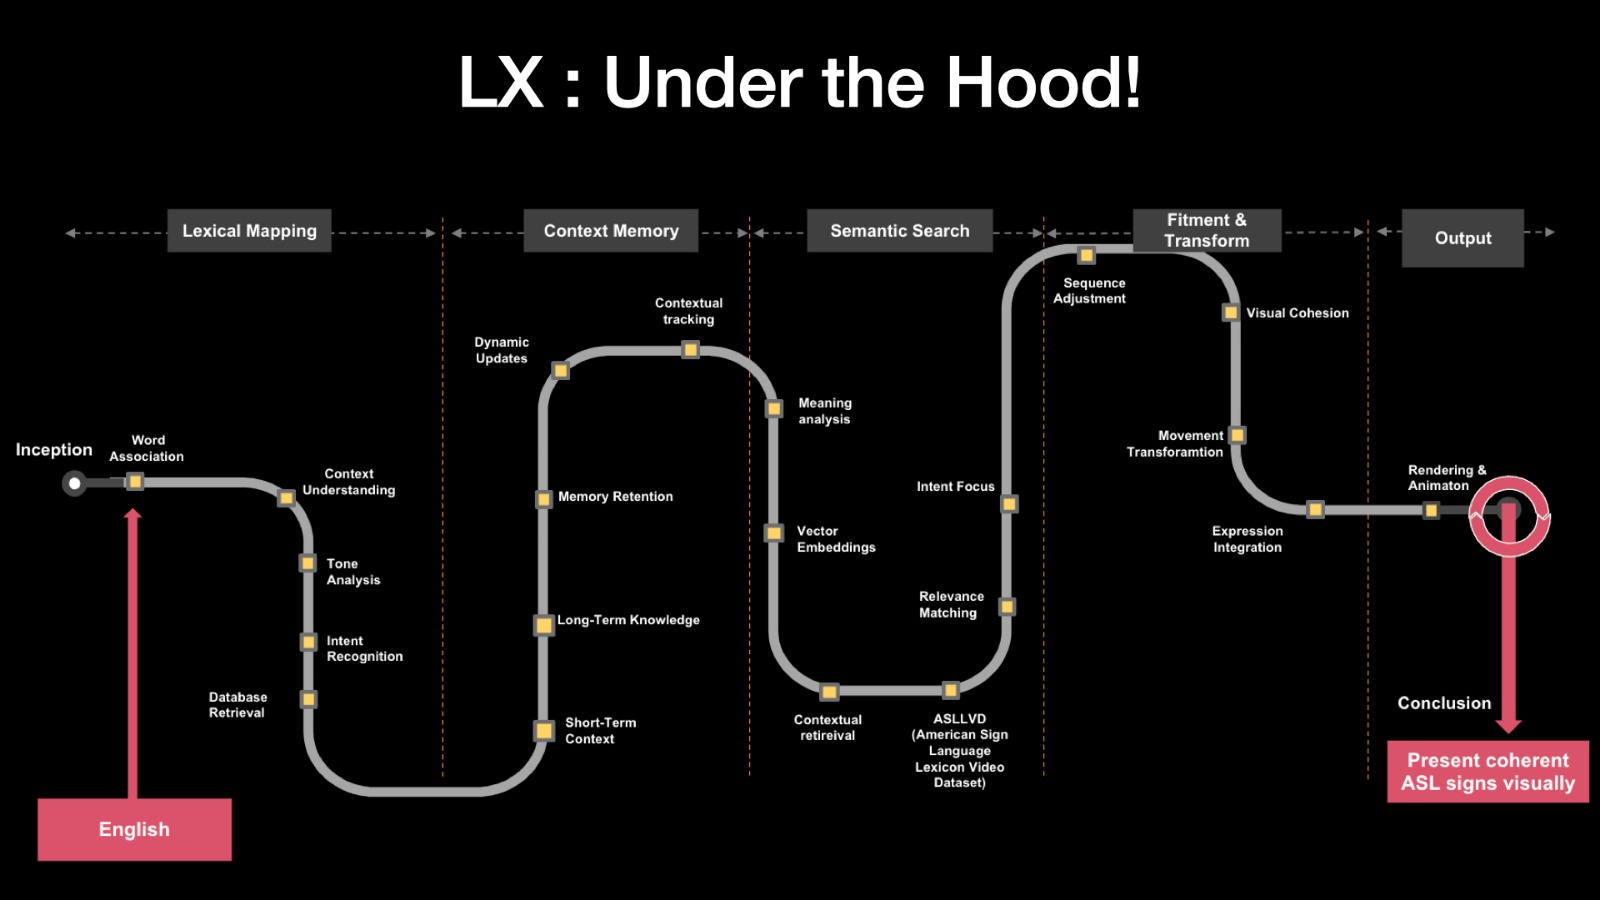 LX : Under the Hood!
Lexical Mapping
Context Memory
Semantic Search
Fitment &
Transform
Output
Inception
Word
Association
Context
Understanding
Tone
Analysis
Intent
Recognition
Database
Retrieval
English
Short-Term
Context
Long-Term Knowledge
Memory Retention
Dynamic
Updates
Contextual
tracking
Meaning
analysis
Vector
Embeddings
Contextual
retireival
ASLLVD
(American Sign
Language
Lexicon Video
Dataset)
Relevance
Matching
Intent Focus
Sequence
Adjustment
Visual Cohesion
Movement
Transforamtion
Expression
Integration
Rendering &
Animaton
Conclusion
Present coherent
ASL signs visually